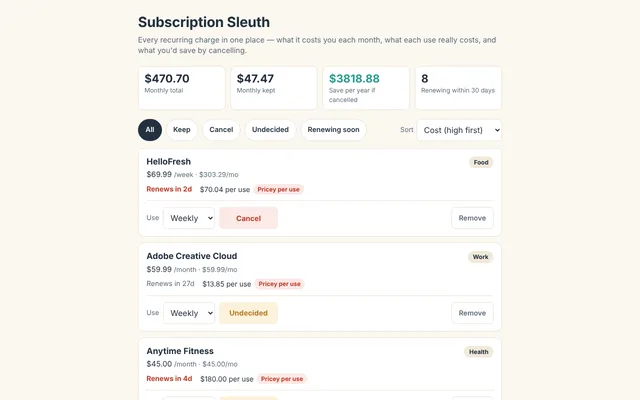 Subscription Sleuth
Every recurring charge in one place — what it costs you each month, what each use really costs, and
what you'd save by cancelling.
$470.70
Monthly total
$47.47
Monthly kept
$3818.88
Save per year if
cancelled
8
Renewing within 30 days
All
Keep
Cancel
Undecided
Renewing soon
Sort
Cost (high first)
HelloFresh
Food
$69.99 /week · $303.29/mo
Renews in 2d $70.04 per use Pricey per use
Use
Weekly
Cancel
Remove
Adobe Creative Cloud
Work
$59.99 /month · $59.99/mo
Renews in 27d $13.85 per use Pricey per use
Use
Weekly
Undecided
Remove
Anytime Fitness
Health
$45.00 /month · $45.00/mo
Renews in 4d $180.00 per use Pricey per use